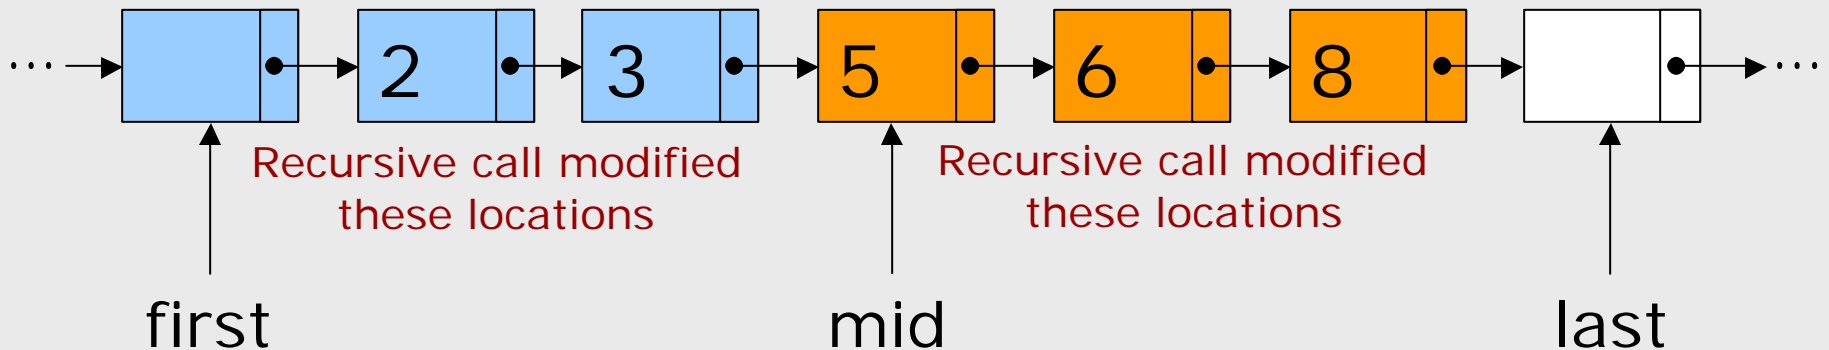 ... 2 3 5 6 8 ...
Recursive call modified
these locations
Recursive call modified
these locations
first mid last